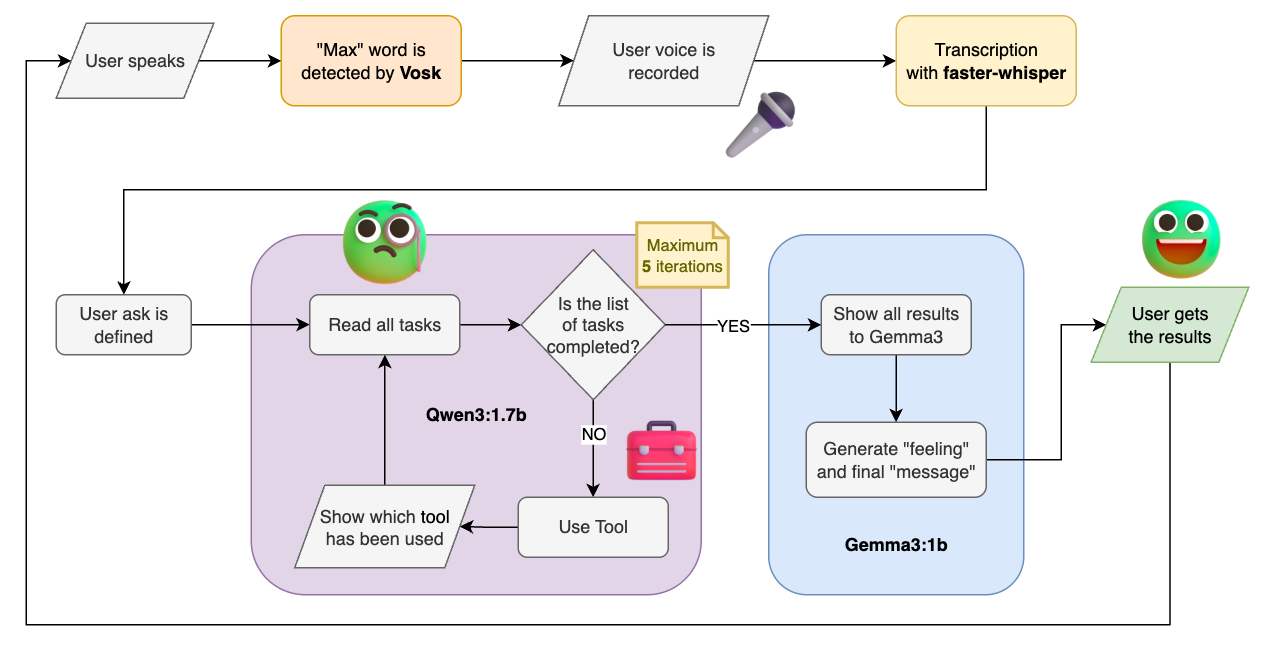 User speaks
"Max" word is
detected by Vosk
User voice is
recorded
Transcription
with faster-whisper
User ask is
defined
Read all tasks
Is the list
of tasks
completed?
Maximum
5 iterations
YES
NO
Qwen3:1.7b
Use Tool
Show which tool
has been used
Show all results
to Gemma3
Generate "feeling"
and final "message"
Gemma3:1b
User gets
the results